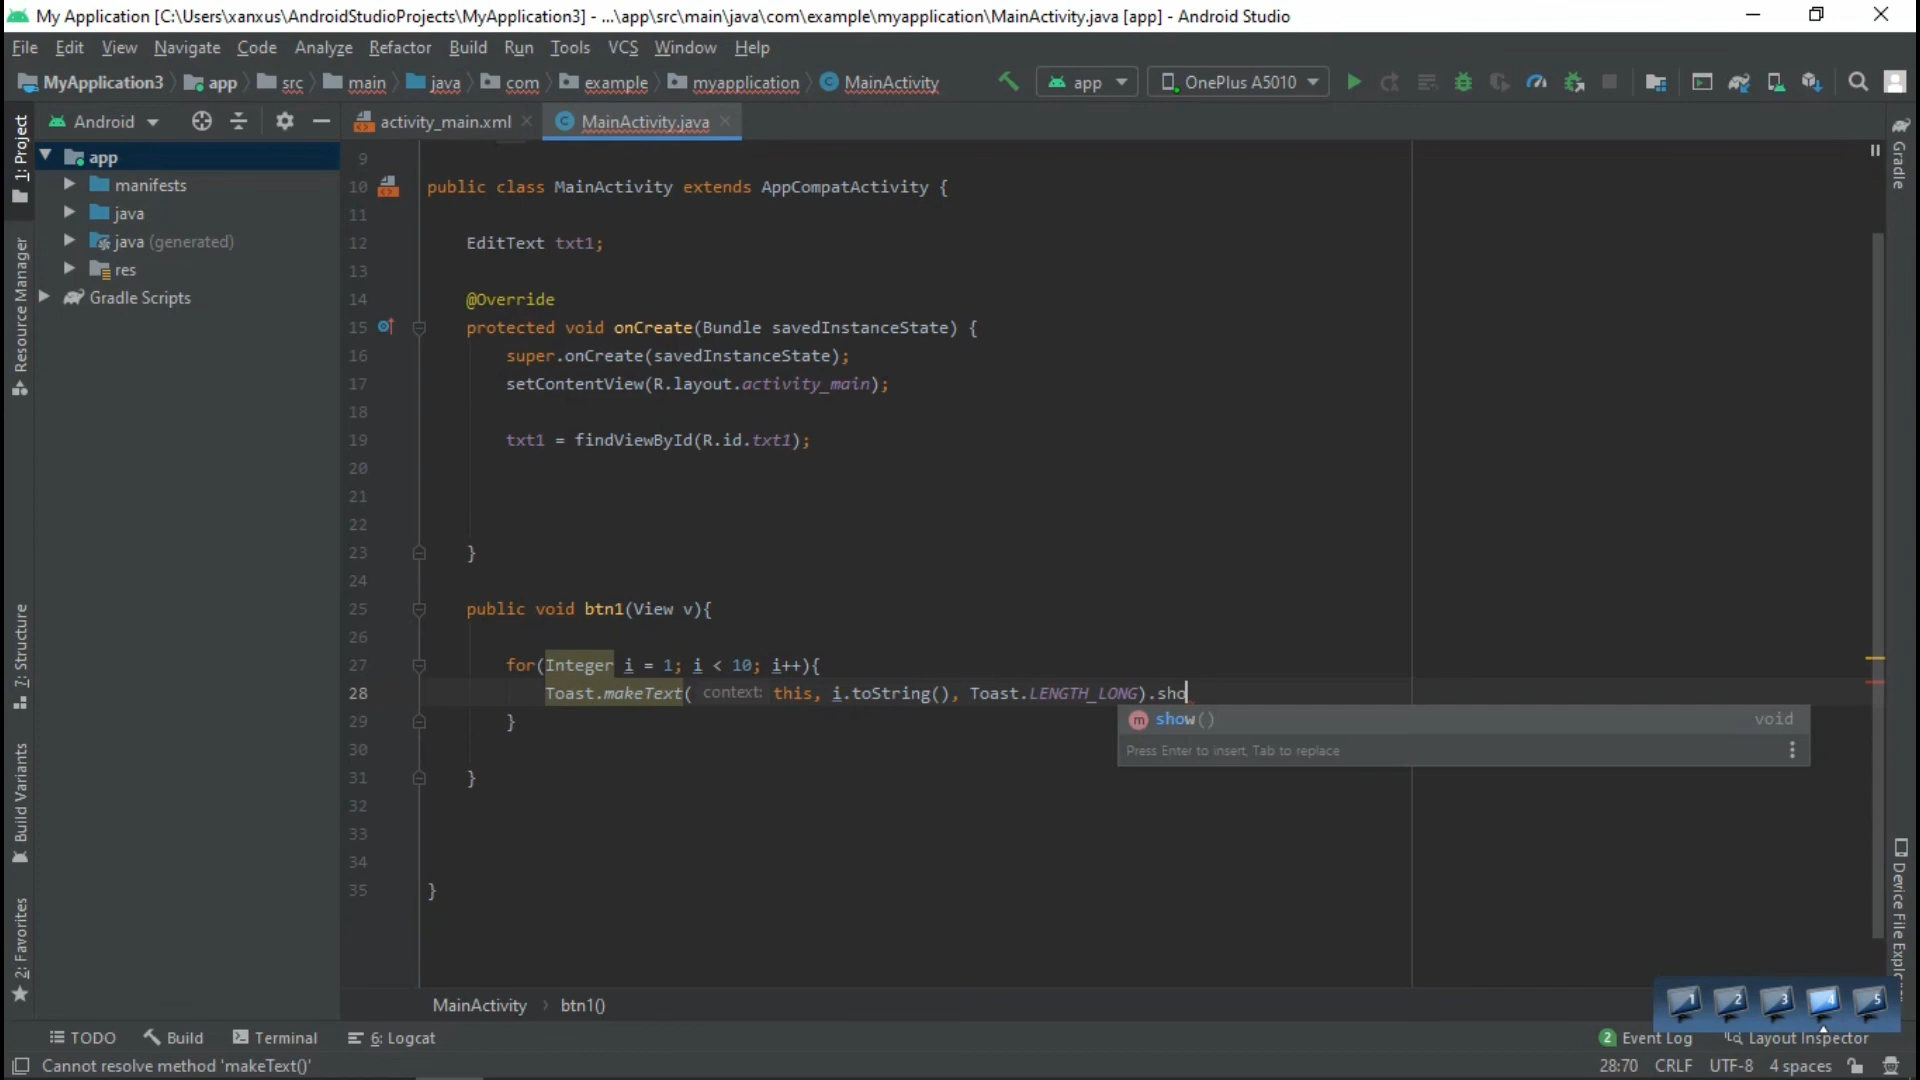 My Application [C:\Users\xanxus\AndroidStudioProjects\MyApplication3] - ...\app\src\main\java\com\example\myapplication\MainActivity.java [app] - Android Studio
File Edit View Navigate Code Analyze Refactor Build Run Tools VCS Window Help
MyApplication3 app src main java com example myapplication MainActivity app OnePlus A5010
1: Project
Resource Manager
7: Structure
Build Variants
2: Favorites
Android
app
manifests
java
java (generated)
res
Gradle Scripts
activity_main.xml MainActivity.java
9
10 public class MainActivity extends AppCompatActivity {
11
12 EditText txt1;
13
14 @Override
15 protected void onCreate(Bundle savedInstanceState) {
16 super.onCreate(savedInstanceState);
17 setContentView(R.layout.activity_main);
18
19 txt1 = findViewById(R.id.txt1);
20
21
22
23 }
24
25 public void btn1(View v){
26
27 for(Integer i = 1; i < 10; i++){
28 Toast.makeText( context: this, i.toString(), Toast.LENGTH_LONG).sho
m show() void
Press Enter to insert, Tab to replace
29 }
30
31 }
32
33
34
35 }
Gradle
Device File Explo
MainActivity btn1()
1 2 3 4 5
TODO Build Terminal 6: Logcat 2 Event Log Layout Inspector
Cannot resolve method 'makeText()' 28:70 CRLF UTF-8 4 spaces